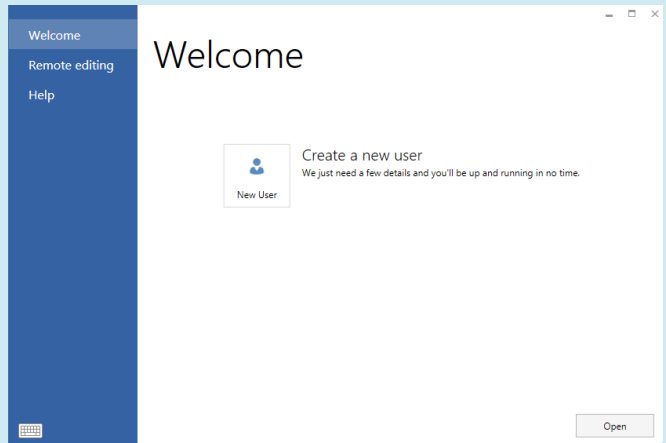 Welcome
Remote editing
Help
Welcome
Create a new user
We just need a few details and you'll be up and running in no time.
New User
Open